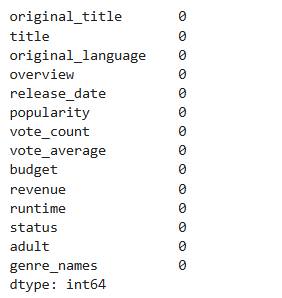 original_title 0
title 0
original_language 0
overview 0
release_date 0
popularity 0
vote_count 0
vote_average 0
budget 0
revenue 0
runtime 0
status 0
adult 0
genre_names 0
dtype: int64